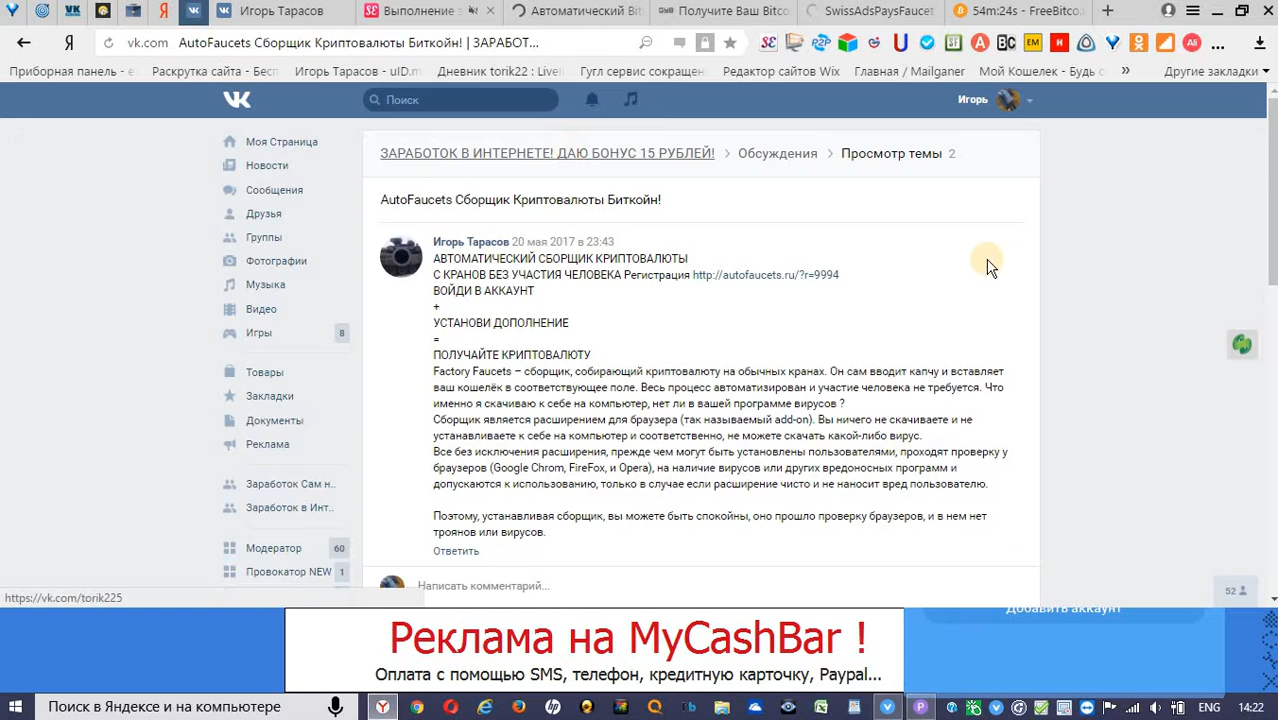 Игорь Тарасов
Выполнение з
Автоматический Bi
Получите Ваш Bitco
SwissAdsPaysFaucet
54m:24s - FreeBitco.i
vk.com AutoFaucets Сборщик Криптовалюты Биткойн! | ЗАРАБОТ...
Приборная панель - e
Раскрутка сайта - Бесп
Игорь Тарасов - uID.m
Дневник torik22 : LiveI
Гугл сервис сокращен
Редактор сайтов Wix
Главная / Mailganer
Мой Кошелек - Будь с
Другие закладки
Поиск
Игорь
Моя Страница
Новости
Сообщения
Друзья
Группы
Фотографии
Музыка
Видео
Игры 8
Товары
Закладки
Документы
Реклама
Заработок Сам н..
Заработок в Инт..
Модератор 60
Провокатор NEW 1
ЗАРАБОТОК В ИНТЕРНЕТЕ! ДАЮ БОНУС 15 РУБЛЕЙ! > Обсуждения > Просмотр темы 2
AutoFaucets Сборщик Криптовалюты Биткойн!
Игорь Тарасов 20 мая 2017 в 23:43
АВТОМАТИЧЕСКИЙ СБОРЩИК КРИПТОВАЛЮТЫ
С КРАНОВ БЕЗ УЧАСТИЯ ЧЕЛОВЕКА Регистрация http://autofaucets.ru/?r=9994
ВОЙДИ В АККАУНТ
+
УСТАНОВИ ДОПОЛНЕНИЕ
=
ПОЛУЧАЙТЕ КРИПТОВАЛЮТУ
Factory Faucets – сборщик, собирающий криптовалюту на обычных кранах. Он сам вводит капчу и вставляет
ваш кошелёк в соответствующее поле. Весь процесс автоматизирован и участие человека не требуется. Что
именно я скачиваю к себе на компьютер, нет ли в вашей программе вирусов ?
Сборщик является расширением для браузера (так называемый add-on). Вы ничего не скачиваете и не
устанавливаете к себе на компьютер и соответственно, не можете скачать какой-либо вирус.
Все без исключения расширения, прежде чем могут быть установлены пользователями, проходят проверку у
браузеров (Google Chrom, FireFox, и Opera), на наличие вирусов или других вредоносных программ и
допускаются к использованию, только в случае если расширение чисто и не наносит вред пользователю.
Поэтому, устанавливая сборщик, вы можете быть спокойны, оно прошло проверку браузеров, и в нем нет
троянов или вирусов.
Ответить
Написать комментарий...
52
https://vk.com/torik225
Добавить аккаунт
Реклама на MyCashBar !
Оплата с помощью SMS, телефон, кредитную карточку, Paypal...
Поиск в Яндексе и на компьютере
ENG 14:22